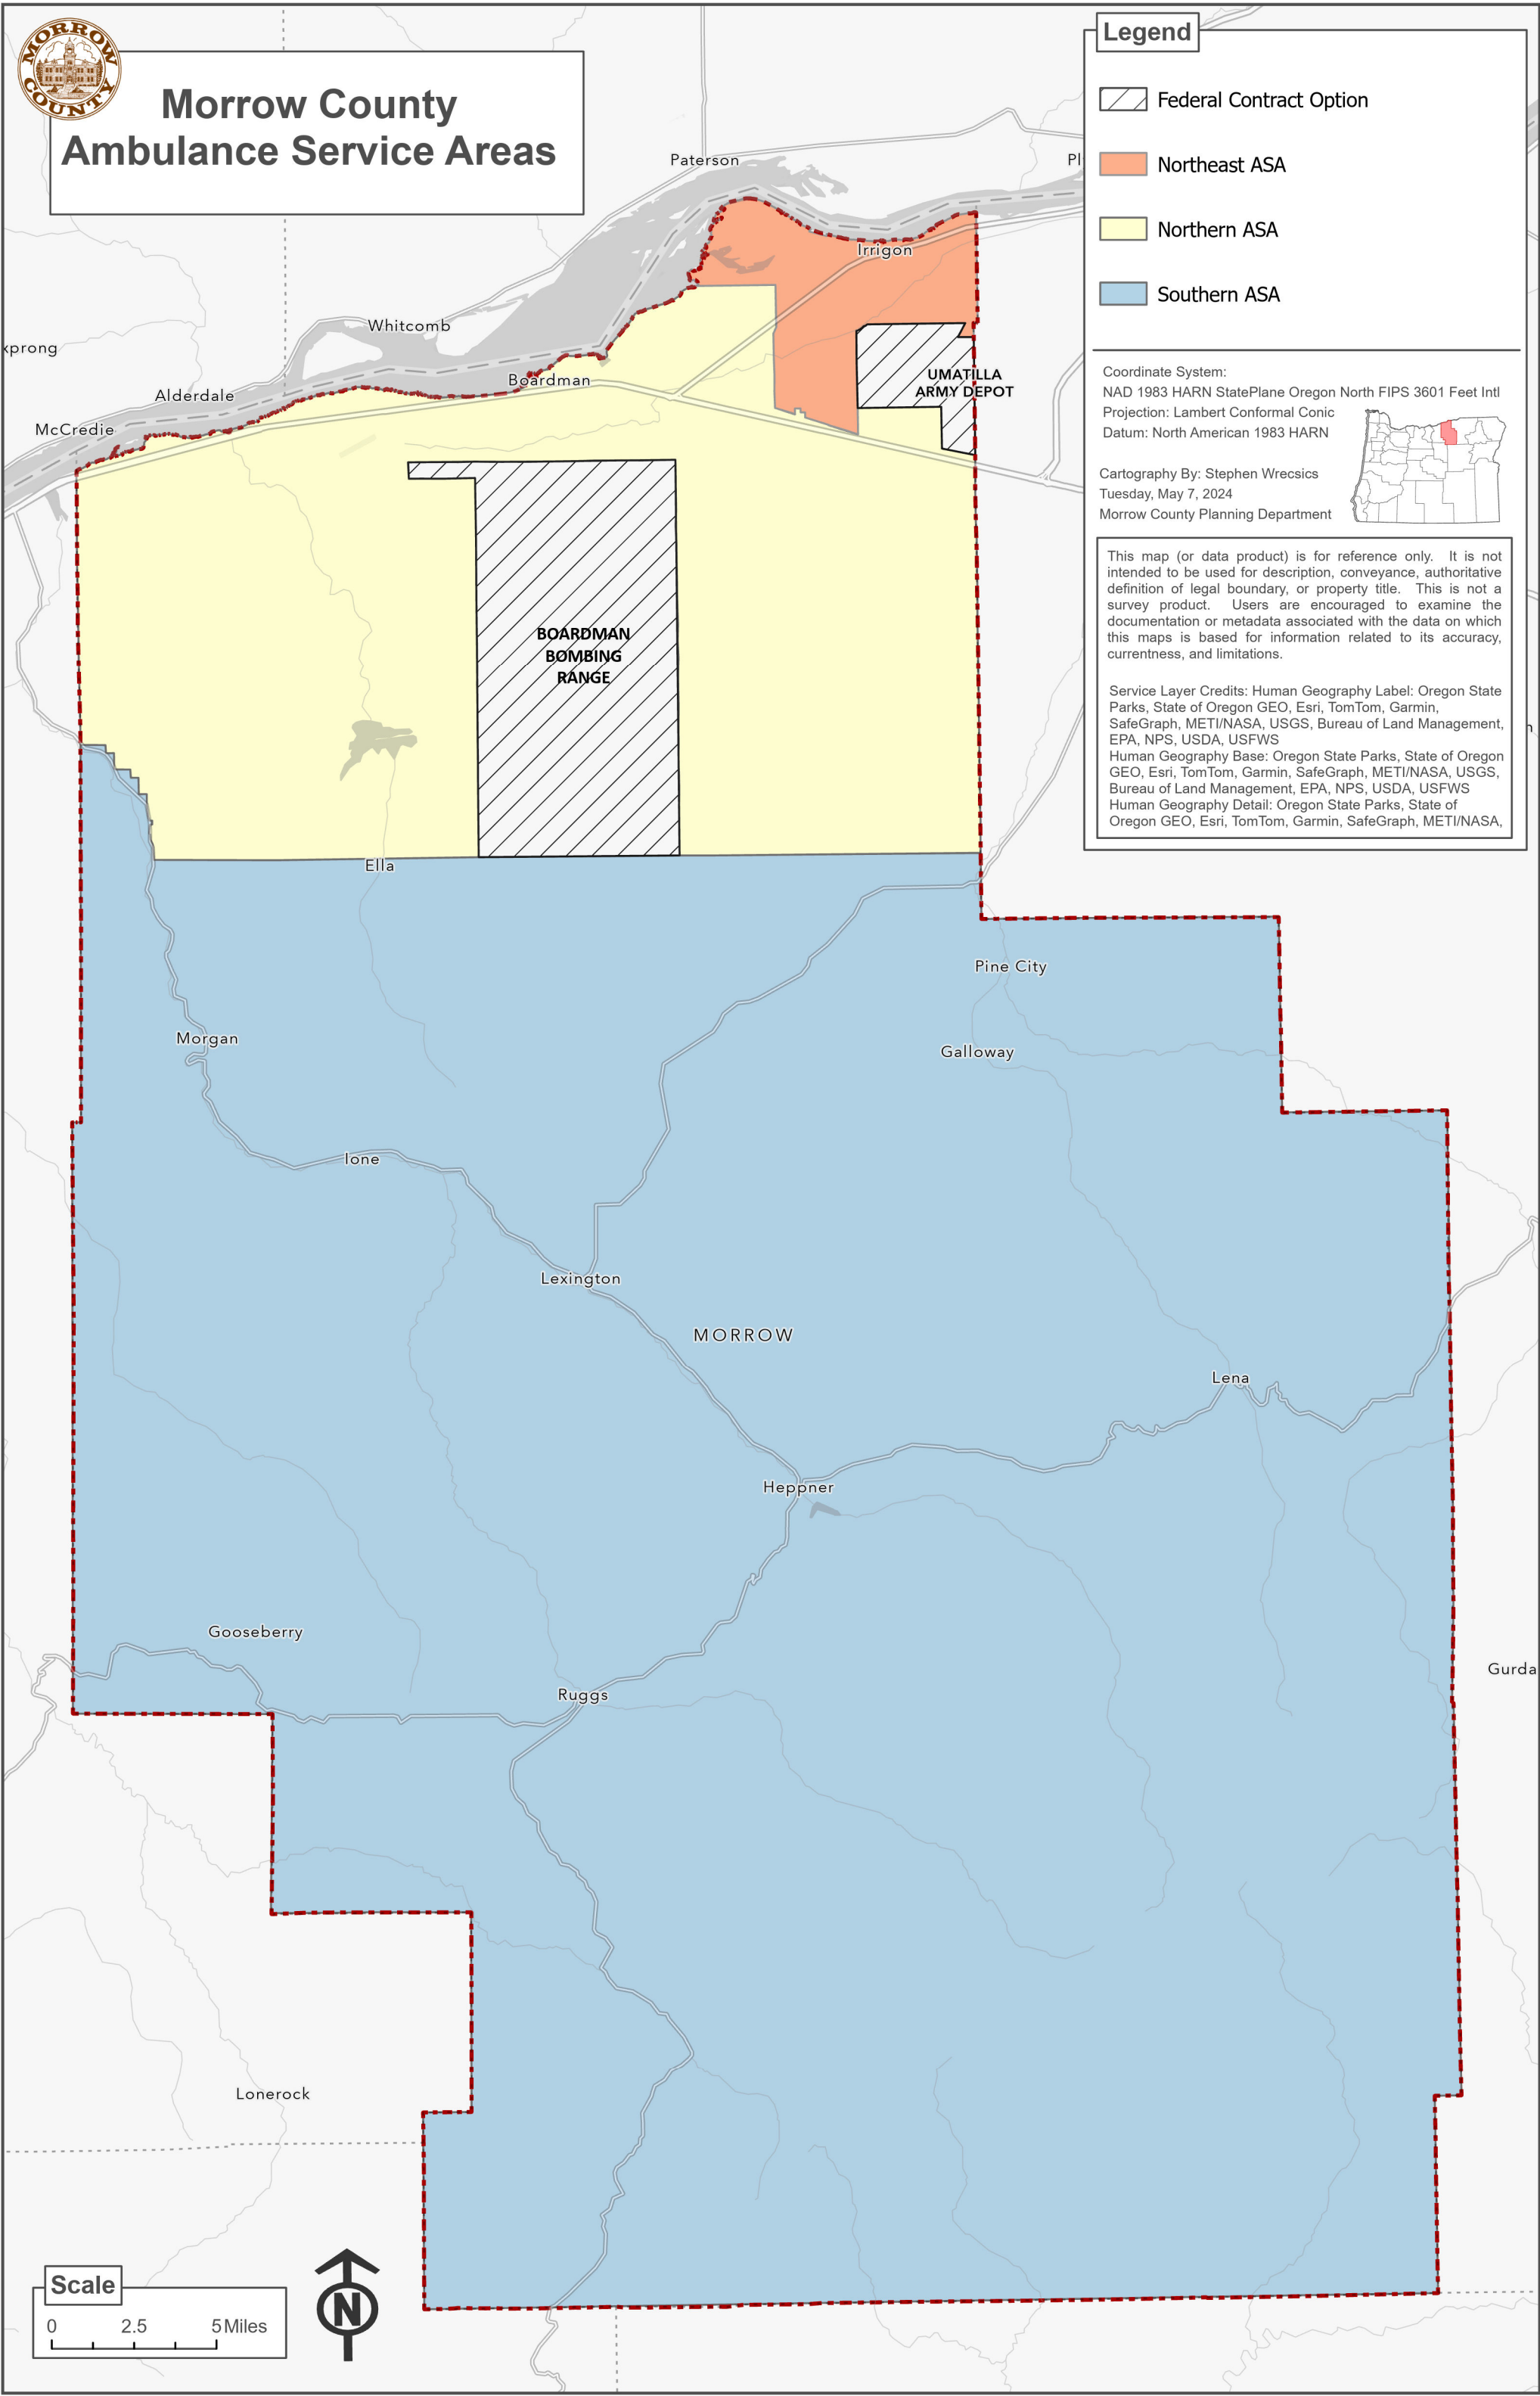 MORROW
COUNTY
Morrow County
Ambulance Service Areas
Legend
Federal Contract Option
Northeast ASA
Northern ASA
Southern ASA
Coordinate System:
NAD 1983 HARN StatePlane Oregon North FIPS 3601 Feet Intl
Projection: Lambert Conformal Conic
Datum: North American 1983 HARN
Cartography By: Stephen Wrecsics
Tuesday, May 7, 2024
Morrow County Planning Department
This map (or data product) is for reference only. It is not
intended to be used for description, conveyance, authoritative
definition of legal boundary, or property title. This is not a
survey product. Users are encouraged to examine the
documentation or metadata associated with the data on which
this maps is based for information related to its accuracy,
currentness, and limitations.
Service Layer Credits: Human Geography Label: Oregon State
Parks, State of Oregon GEO, Esri, TomTom, Garmin,
SafeGraph, METI/NASA, USGS, Bureau of Land Management,
EPA, NPS, USDA, USFWS
Human Geography Base: Oregon State Parks, State of Oregon
GEO, Esri, TomTom, Garmin, SafeGraph, METI/NASA, USGS,
Bureau of Land Management, EPA, NPS, USDA, USFWS
Human Geography Detail: Oregon State Parks, State of
Oregon GEO, Esri, TomTom, Garmin, SafeGraph, METI/NASA,
Paterson
Pl
Irrigon
Whitcomb
xprong
Boardman
UMATILLA
ARMY DEPOT
Alderdale
McCredie
BOARDMAN
BOMBING
RANGE
Ella
Pine City
Morgan
Galloway
Ione
Lexington
MORROW
Lena
Heppner
Gooseberry
Gurda
Ruggs
Lonerock
Scale
0 2.5 5 Miles
N